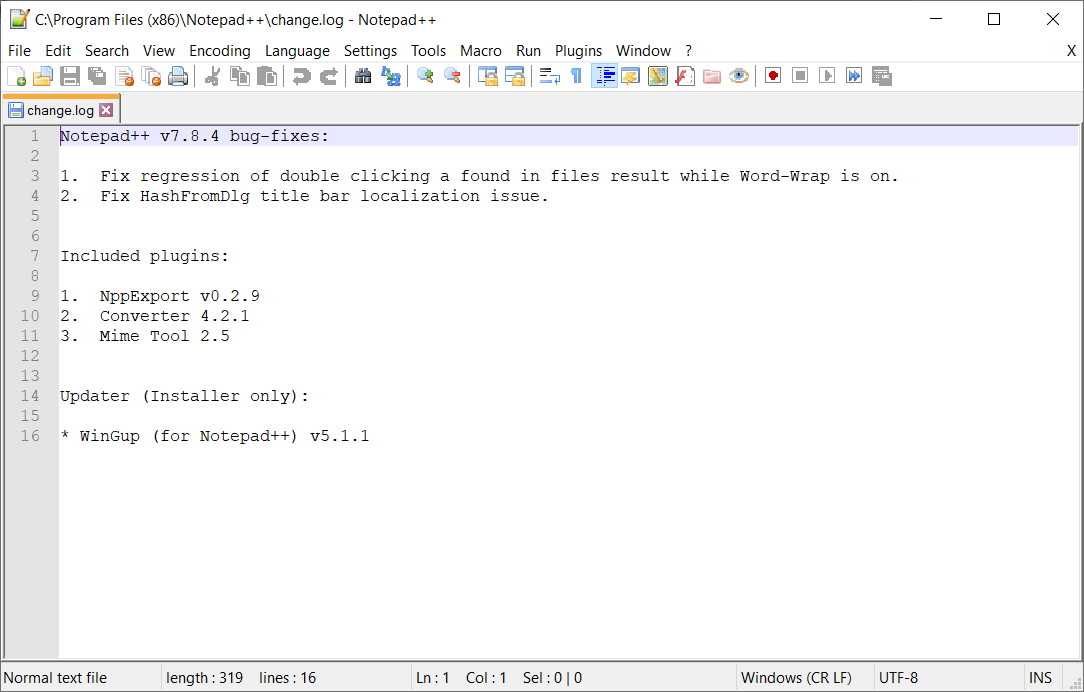 C:\Program Files (x86)\Notepad++\change.log - Notepad++
File Edit Search View Encoding Language Settings Tools Macro Run Plugins Window ? X
change.log
1 Notepad++ v7.8.4 bug-fixes:
2
3 1.  Fix regression of double clicking a found in files result while Word-Wrap is on.
4 2.  Fix HashFromDlg title bar localization issue.
5
6
7 Included plugins:
8
9 1.  NppExport v0.2.9
10 2.  Converter 4.2.1
11 3.  Mime Tool 2.5
12
13
14 Updater (Installer only):
15
16 * WinGup (for Notepad++) v5.1.1
Normal text file length : 319 lines : 16 Ln : 1 Col : 1 Sel : 0 | 0 Windows (CR LF) UTF-8 INS